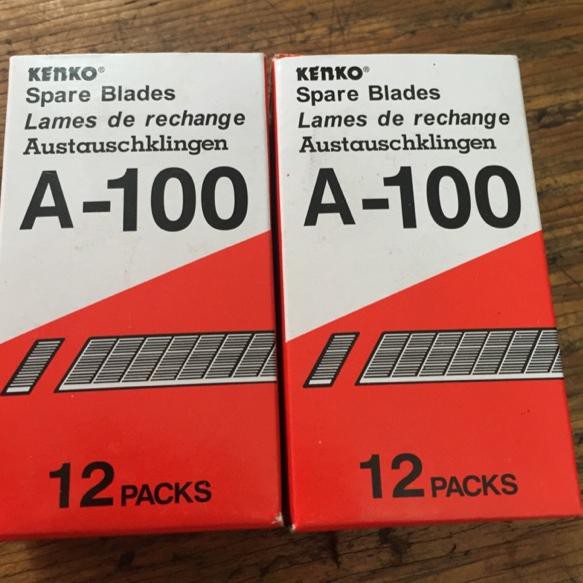 KENKO®
Spare Blades
Lames de rechange
Austauschklingen
A-100
12 PACKS
KENKO®
Spare Blades
Lames de rechange
Austauschklingen
A-100
12 PACKS